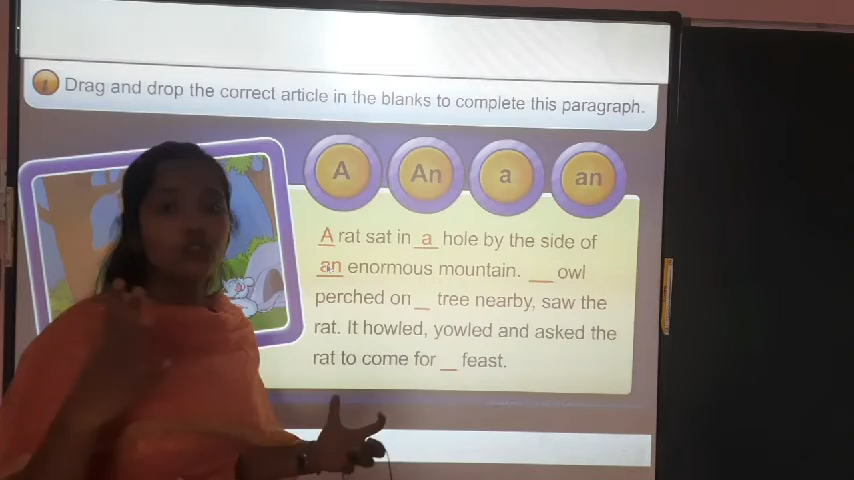 1 Drag and drop the correct article in the blanks to complete this paragraph.
A An a an
A rat sat in a hole by the side of
an enormous mountain. ___ owl
perched on __ tree nearby, saw the
rat. It howled, yowled and asked the
rat to come for __ feast.